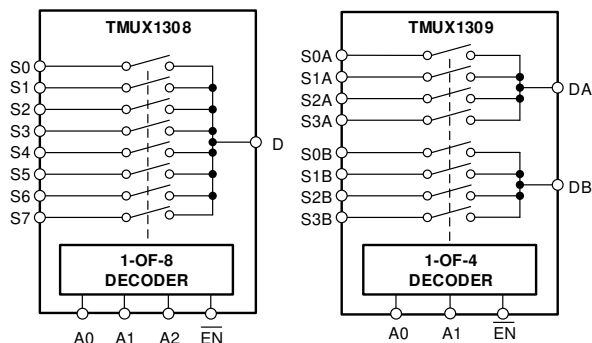 TMUX1308
S0
S1
S2
S3
S4
S5
S6
S7
D
1-OF-8
DECODER
A0 A1 A2 EN
TMUX1309
S0A
S1A
S2A
S3A
DA
S0B
S1B
S2B
S3B
DB
1-OF-4
DECODER
A0 A1 EN